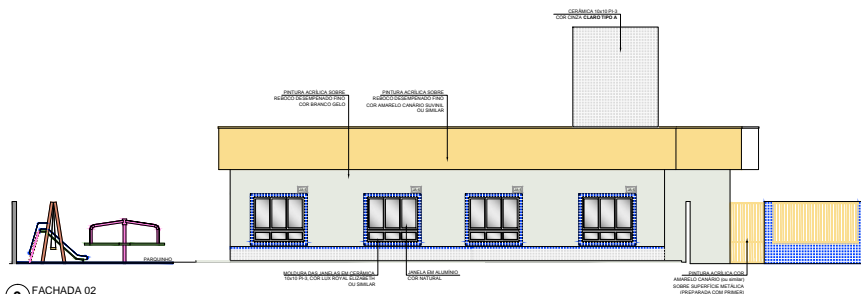 CERÂMICA 10x10 PI-3
COR CINZA CLARO TIPO A
PINTURA ACRÍLICA SOBRE
REBOCO DESEMPENADO FINO
COR BRANCO GELO
PINTURA ACRÍLICA SOBRE
REBOCO DESEMPENADO FINO
COR AMARELO CANÁRIO SUVINIL
OU SIMILAR
PARQUINHO
MOLDURA DAS JANELAS EM CERÂMICA
10x10 PI-3, COR LUX ROYAL ELIZABETH
OU SIMILAR
JANELA EM ALUMÍNIO
COR NATURAL
PINTURA ACRÍLICA COR
AMARELO CANÁRIO (ou similar)
SOBRE SUPERFÍCIE METÁLICA
(PREPARADA COM PRIMER)
FACHADA 02